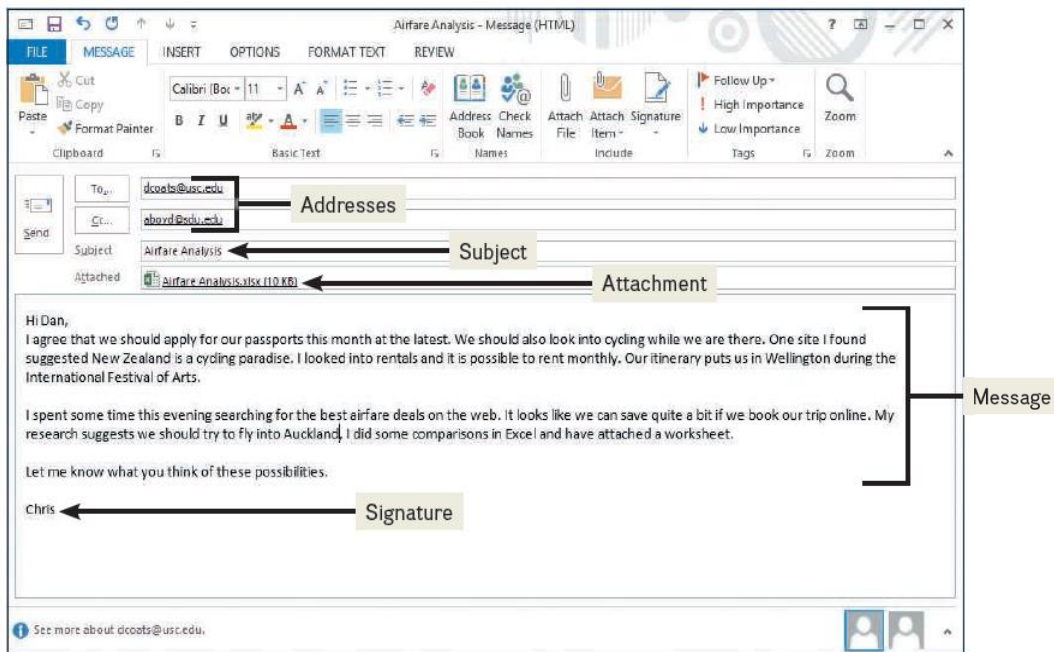 Airfare Analysis - Message (HTML)
FILE MESSAGE INSERT OPTIONS FORMAT TEXT REVIEW
Paste
Cut
Copy
Format Painter
Clipboard
Calibri (Boc 11
B I U
Basic Text
Address Book
Check Names
Names
Attach File
Attach Item
Signature
Include
Follow Up
High Importance
Low Importance
Tags
Zoom
Zoom
Send
To... dcoats@usc.edu
Cc... aboyd@sdu.edu
Addresses
Subject Airfare Analysis
Subject
Attached Airfare Analysis.xlsx (10 KB)
Attachment
Hi Dan,
I agree that we should apply for our passports this month at the latest. We should also look into cycling while we are there. One site I found
suggested New Zealand is a cycling paradise. I looked into rentals and it is possible to rent monthly. Our itinerary puts us in Wellington during the
International Festival of Arts.
I spent some time this evening searching for the best airfare deals on the web. It looks like we can save quite a bit if we book our trip online. My
research suggests we should try to fly into Auckland. I did some comparisons in Excel and have attached a worksheet.
Let me know what you think of these possibilities.
Message
Chris
Signature
See more about dcoats@usc.edu.